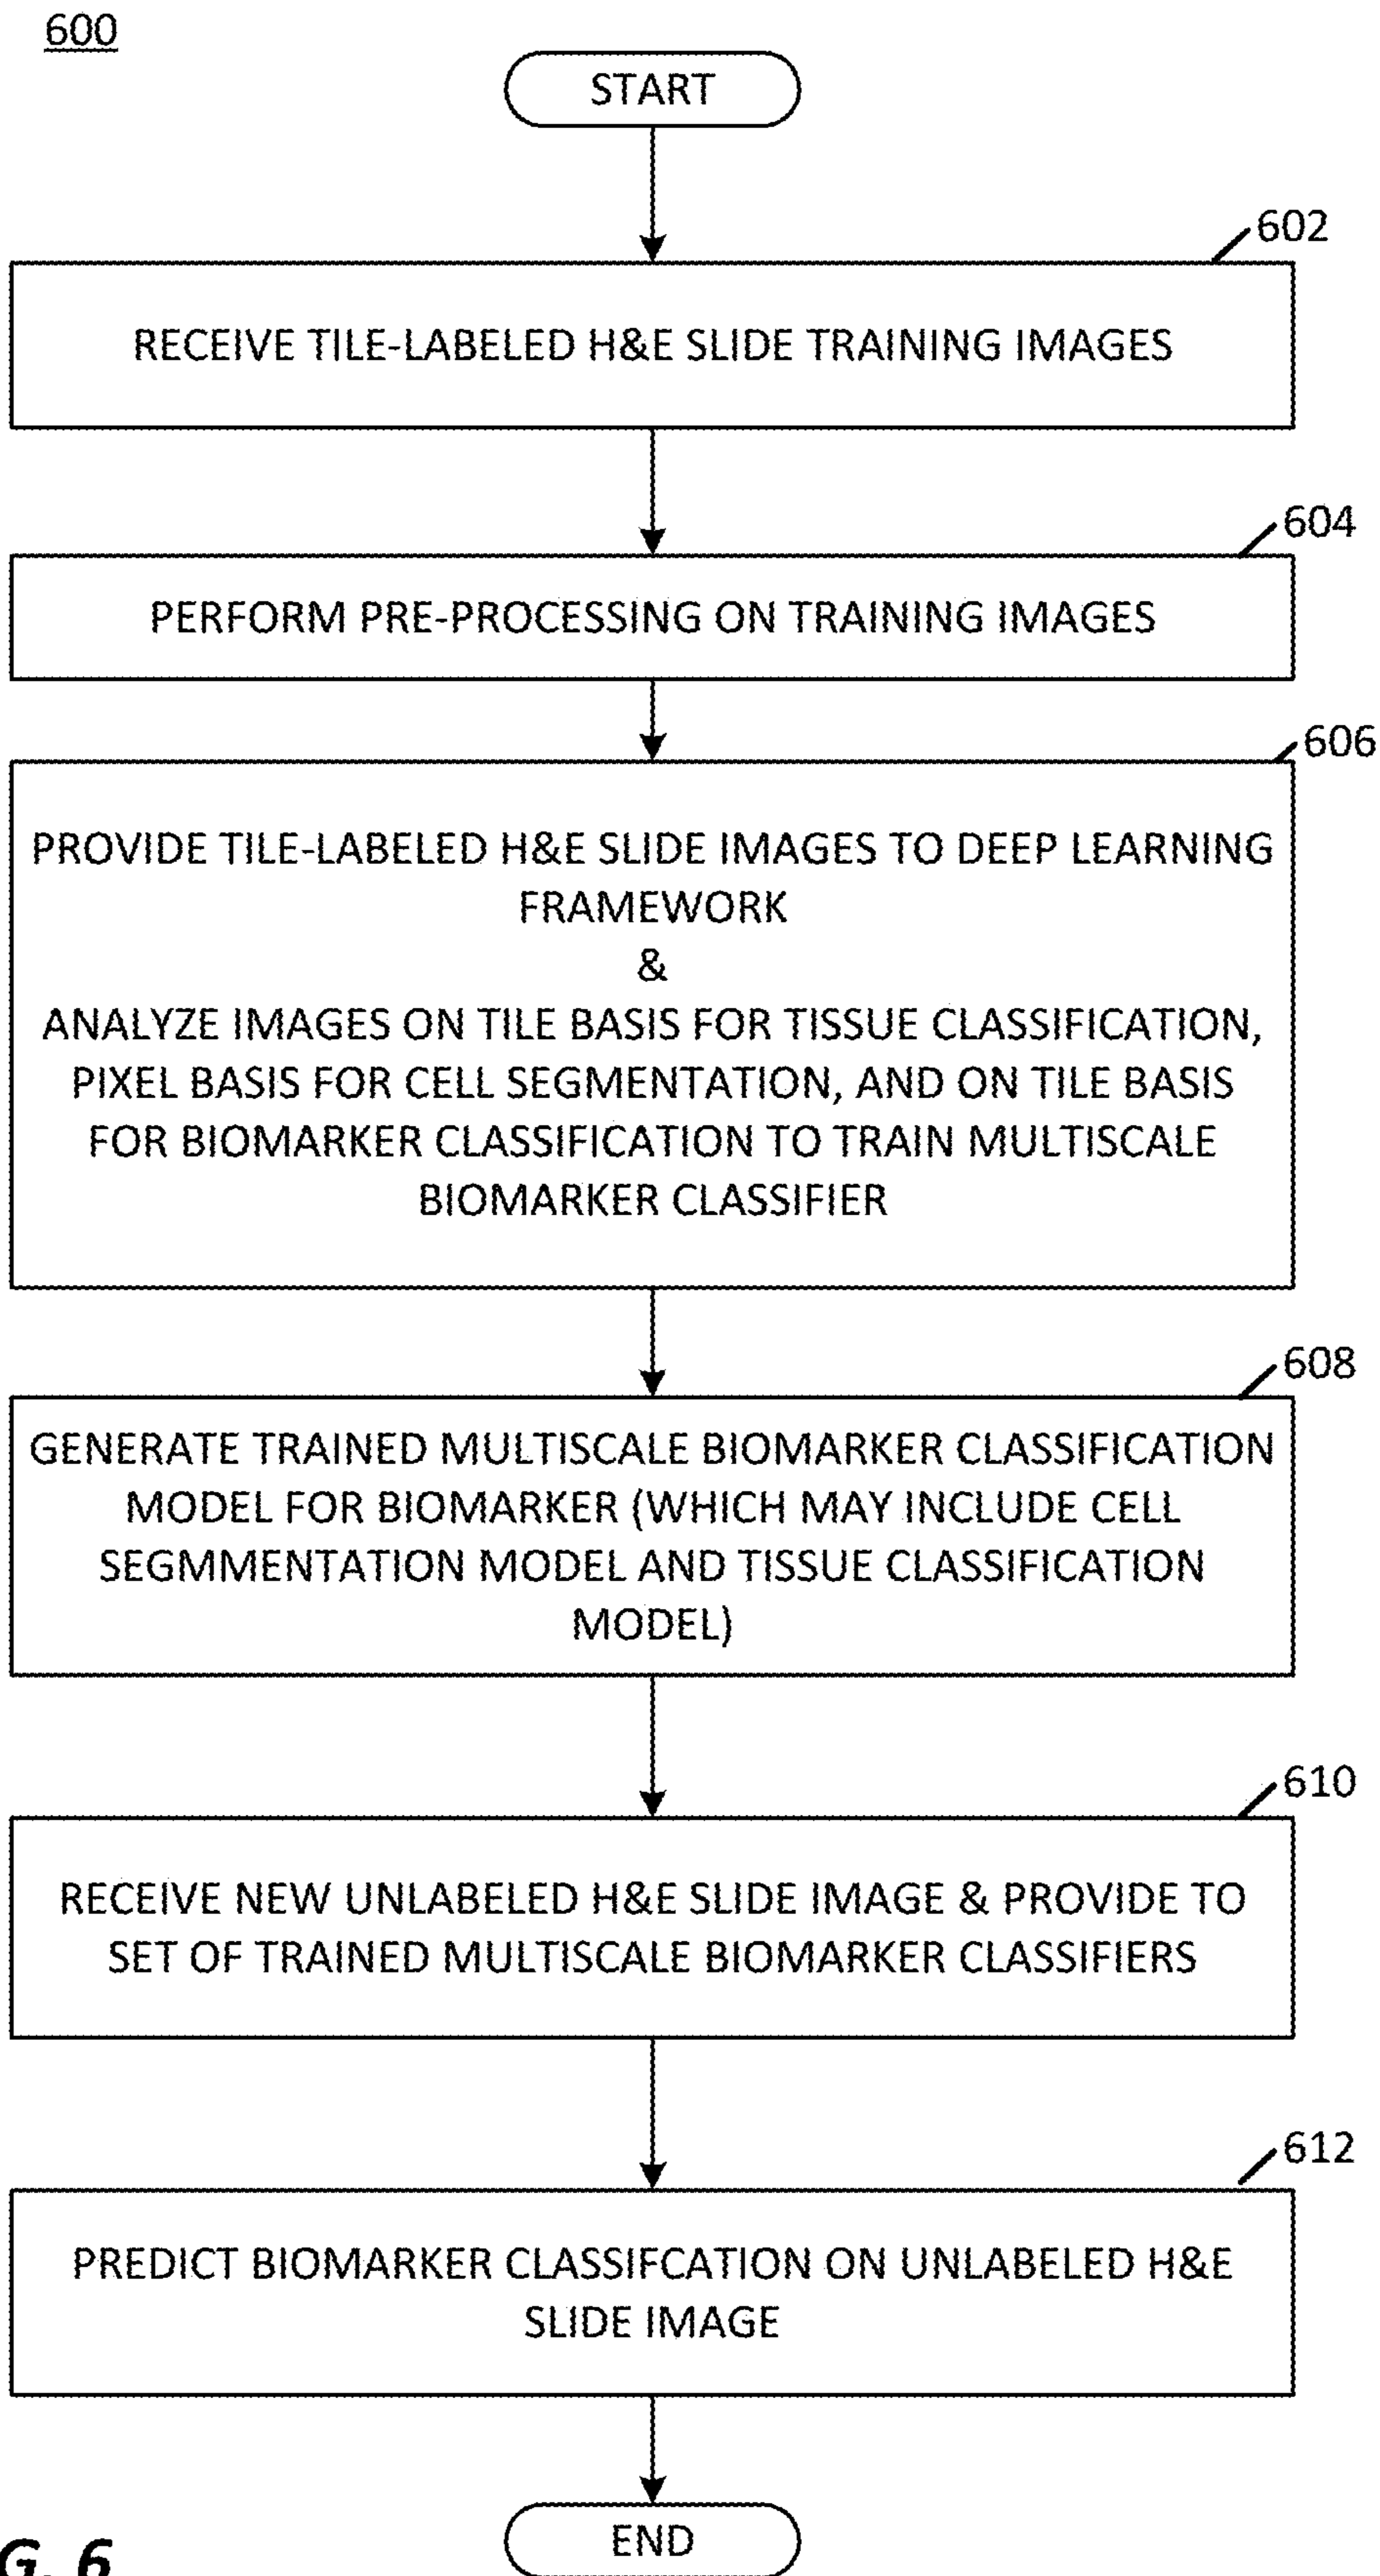 600
START
602
RECEIVE TILE-LABELED H&E SLIDE TRAINING IMAGES
604
PERFORM PRE-PROCESSING ON TRAINING IMAGES
606
PROVIDE TILE-LABELED H&E SLIDE IMAGES TO DEEP LEARNING
FRAMEWORK
&
ANALYZE IMAGES ON TILE BASIS FOR TISSUE CLASSIFICATION,
PIXEL BASIS FOR CELL SEGMENTATION, AND ON TILE BASIS
FOR BIOMARKER CLASSIFICATION TO TRAIN MULTISCALE
BIOMARKER CLASSIFIER
608
GENERATE TRAINED MULTISCALE BIOMARKER CLASSIFICATION
MODEL FOR BIOMARKER (WHICH MAY INCLUDE CELL
SEGMMENTATION MODEL AND TISSUE CLASSIFICATION
MODEL)
610
RECEIVE NEW UNLABELED H&E SLIDE IMAGE & PROVIDE TO
SET OF TRAINED MULTISCALE BIOMARKER CLASSIFIERS
612
PREDICT BIOMARKER CLASSIFCATION ON UNLABELED H&E
SLIDE IMAGE
END
G. 6